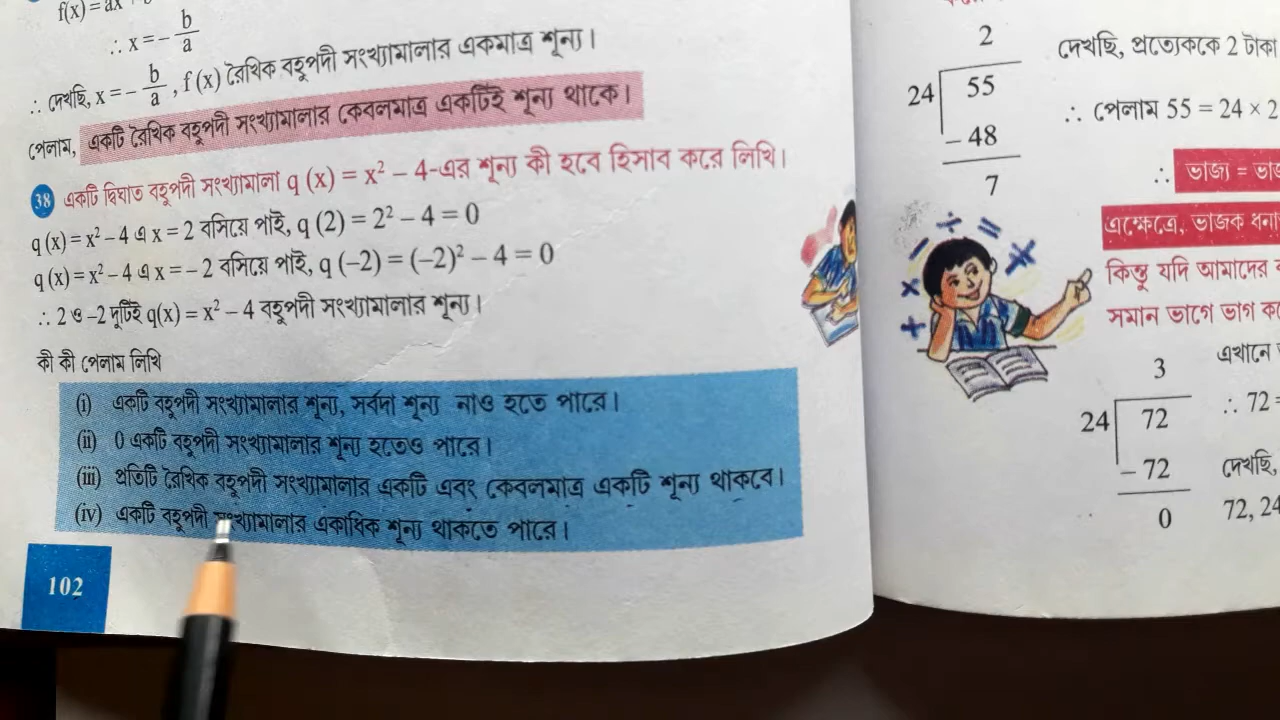 f(x) = ax
∴ x = − b/a
∴ দেখছি, x = − b/a , f (x) রৈখিক বহুপদী সংখ্যামালার একমাত্র শূন্য।
পেলাম, একটি রৈখিক বহুপদী সংখ্যামালার কেবলমাত্র একটিই শূন্য থাকে।
38 একটি দ্বিঘাত বহুপদী সংখ্যামালা q (x) = x² – 4-এর শূন্য কী হবে হিসাব করে লিখি।
q (x) = x² – 4 এ x = 2 বসিয়ে পাই, q (2) = 2² – 4 = 0
q (x) = x² – 4 এ x = – 2 বসিয়ে পাই, q (–2) = (–2)² – 4 = 0
∴ 2 ও –2 দুটিই q(x) = x² – 4 বহুপদী সংখ্যামালার শূন্য।
কী কী পেলাম লিখি
(i) একটি বহুপদী সংখ্যামালার শূন্য, সর্বদা শূন্য নাও হতে পারে।
(ii) 0 একটি বহুপদী সংখ্যামালার শূন্য হতেও পারে।
(iii) প্রতিটি রৈখিক বহুপদী সংখ্যামালার একটি এবং কেবলমাত্র একটি শূন্য থাকবে।
(iv) একটি বহুপদী সংখ্যামালার একাধিক শূন্য থাকতে পারে।
102
2
24 55
– 48
7
দেখছি, প্রত্যেককে 2 টাকা
∴ পেলাম 55 = 24 × 2
∴ ভাজ্য = ভাজ
এক্ষেত্রে, ভাজক ধনা
কিন্তু যদি আমাদের
সমান ভাগে ভাগ
এখানে
3
24 72
– 72
0
∴ 72 =
দেখছি,
72, 24